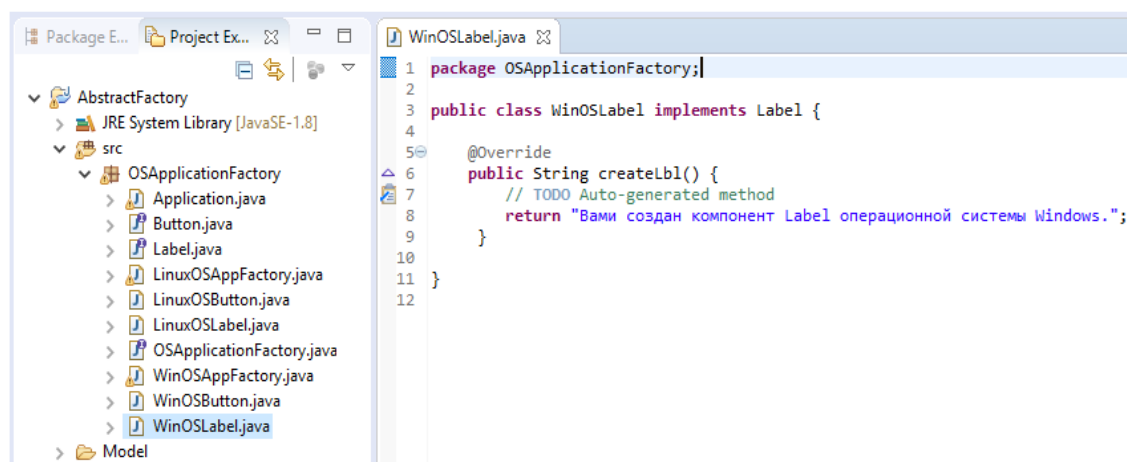 Package E...
Project Ex...
AbstractFactory
JRE System Library [JavaSE-1.8]
src
OSApplicationFactory
Application.java
Button.java
Label.java
LinuxOSAppFactory.java
LinuxOSButton.java
LinuxOSLabel.java
OSApplicationFactory.java
WinOSAppFactory.java
WinOSButton.java
WinOSLabel.java
Model
WinOSLabel.java
1 package OSApplicationFactory;
2
3 public class WinOSLabel implements Label {
4
5 @Override
6 public String createLbl() {
7 // TODO Auto-generated method
8 return "Вами создан компонент Label операционной системы Windows.";
9 }
10
11 }
12